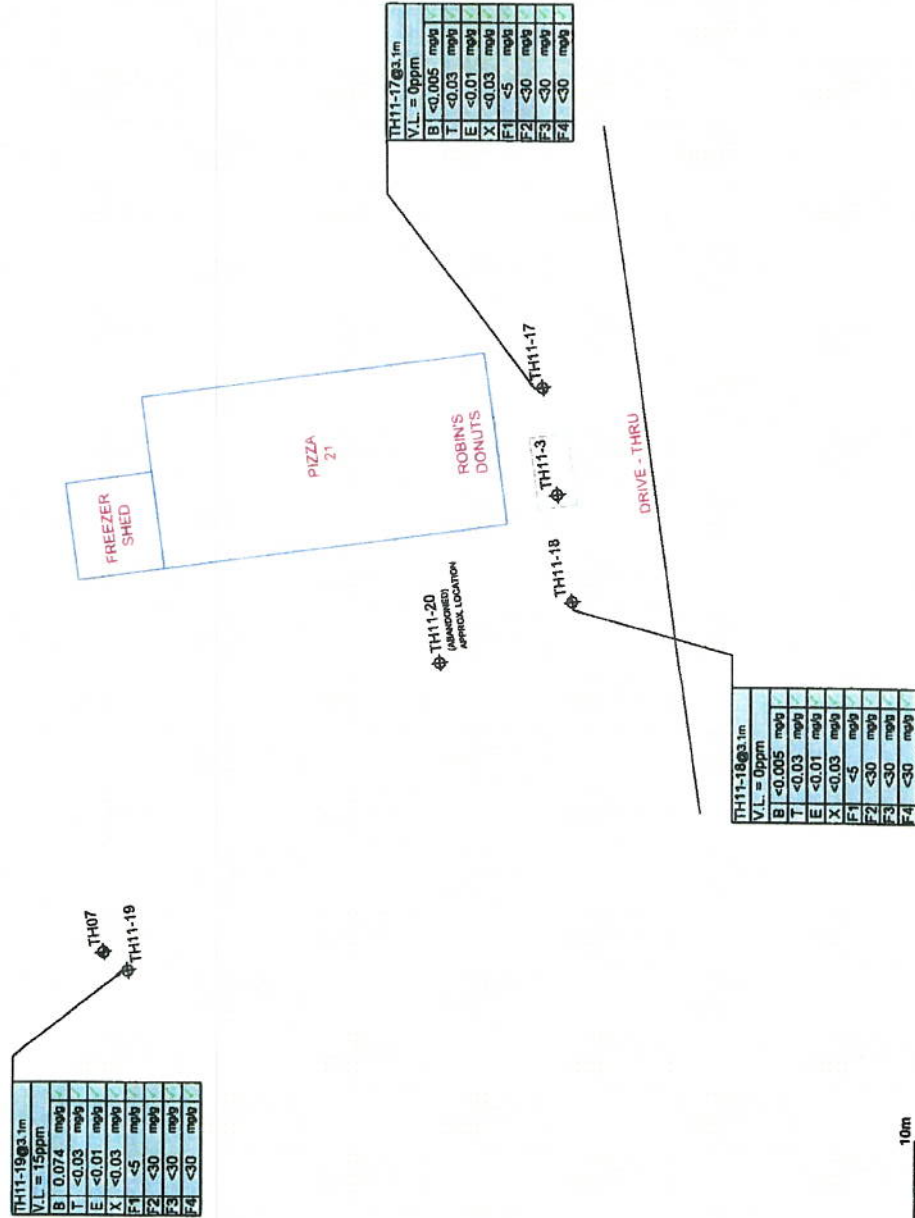 TH11-19@3.1m
V.L = 15ppm
B 0.074 mg/g ✓
T <0.03 mg/g ✓
E <0.01 mg/g ✓
X <0.03 mg/g ✓
F1 <5 mg/g ✓
F2 <30 mg/g ✓
F3 <30 mg/g ✓
F4 <30 mg/g ✓
TH07
TH11-19
FREEZER
SHED
PIZZA
21
ROBIN'S
DONUTS
TH11-20
(ABANDONED)
APPROX. LOCATION
TH11-18
TH11-3
TH11-17
DRIVE - THRU
TH11-17@3.1m
V.L. = 0ppm
B <0.005 mg/g ✓
T <0.03 mg/g ✓
E <0.01 mg/g ✓
X <0.03 mg/g ✓
F1 <5 mg/g ✓
F2 <30 mg/g ✓
F3 <30 mg/g ✓
F4 <30 mg/g ✓
TH11-18@3.1m
V.L. = 0ppm
B <0.005 mg/g ✓
T <0.03 mg/g ✓
E <0.01 mg/g ✓
X <0.03 mg/g ✓
F1 <5 mg/g ✓
F2 <30 mg/g ✓
F3 <30 mg/g ✓
F4 <30 mg/g ✓
10m